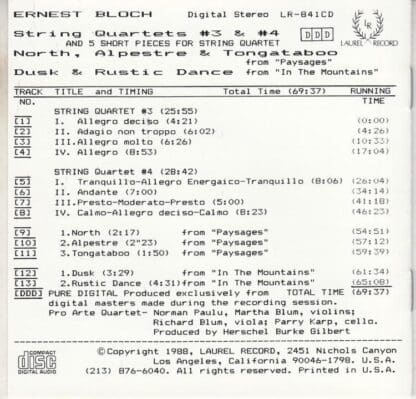 ERNEST BLOCH Digital Stereo LR-841CD
String Quartets #3 & #4 DDD
AND 5 SHORT PIECES FOR STRING QUARTET LAUREL RECORD
North, Alpestre & Tongataboo
from "Paysages"
Dusk & Rustic Dance from "In The Mountains"
TRACK TITLE and TIMING Total Time (69:37) RUNNING
NO. TIME
STRING QUARTET #3 (25:55)
[1] I. Allegro deciso (4:21) (0:00)
[2] II. Adagio non troppo (6:02) (4:26)
[3] III.Allegro molto (6:26) (10:33)
[4] IV. Allegro (8:53) (17:04)
STRING Quartet #4 (28:42)
[5] I. Tranquillo-Allegro Energaico-Tranquillo (8:06) (26:04)
[6] II. Andante (7:00) (34:14)
[7] III.Presto-Moderato-Presto (5:00) (41:18)
[8] IV. Calmo-Allegro deciso-Calmo (8:23) (46:23)
[9] 1.North (2:17) from "Paysages" (54:51)
[10] 2.Alpestre (2"23) from "Paysages" (57:12)
[11] 3.Tongataboo (1:50) from "Paysages" (59:39)
[12] 1.Dusk (3:29) from "In The Mountains" (61:34)
[13] 2.Rustic Dance (4:31)from "In The Mountains" (65:08)
[DDD] PURE DIGITAL Produced exclusively from TOTAL TIME (69:37)
digital masters made during the recording session.
Pro Arte Quartet- Norman Paulu, Martha Blum, violins;
Richard Blum, viola; Parry Karp, cello.
Produced by Herschel Burke Gilbert
COMPACT disc DIGITAL AUDIO
©Copyright 1988, LAUREL RECORD, 2451 Nichols Canyon
Los Angeles, California 90046-1798. U.S.A.
(213) 876-6040. All rights reserved. Printed in U.S.A.